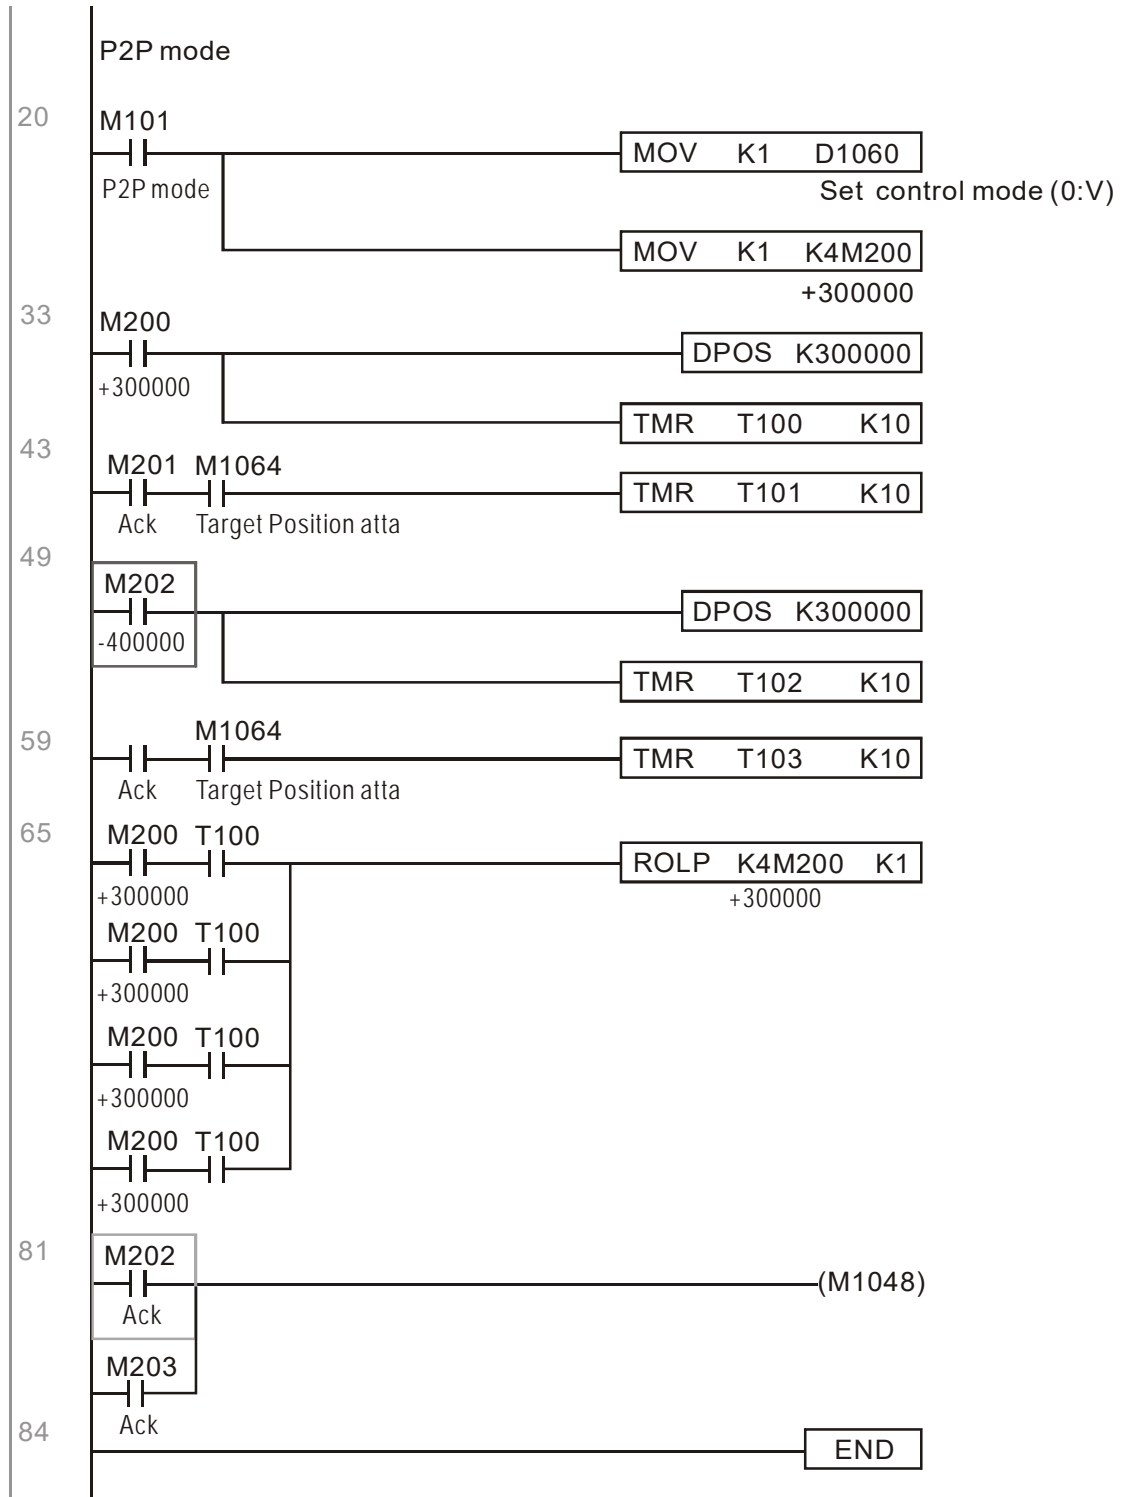 P2P mode
20
M101
MOV K1 D1060
P2P mode
Set control mode (0:V)
MOV K1 K4M200
+300000
33
M200
DPOS K300000
+300000
TMR T100 K10
43
M201 M1064
TMR T101 K10
Ack Target Position atta
49
M202
DPOS K300000
-400000
TMR T102 K10
59
M1064
TMR T103 K10
Ack Target Position atta
65
M200 T100
ROLP K4M200 K1
+300000
+300000
M200 T100
+300000
M200 T100
+300000
M200 T100
+300000
81
M202
(M1048)
Ack
M203
Ack
84
END